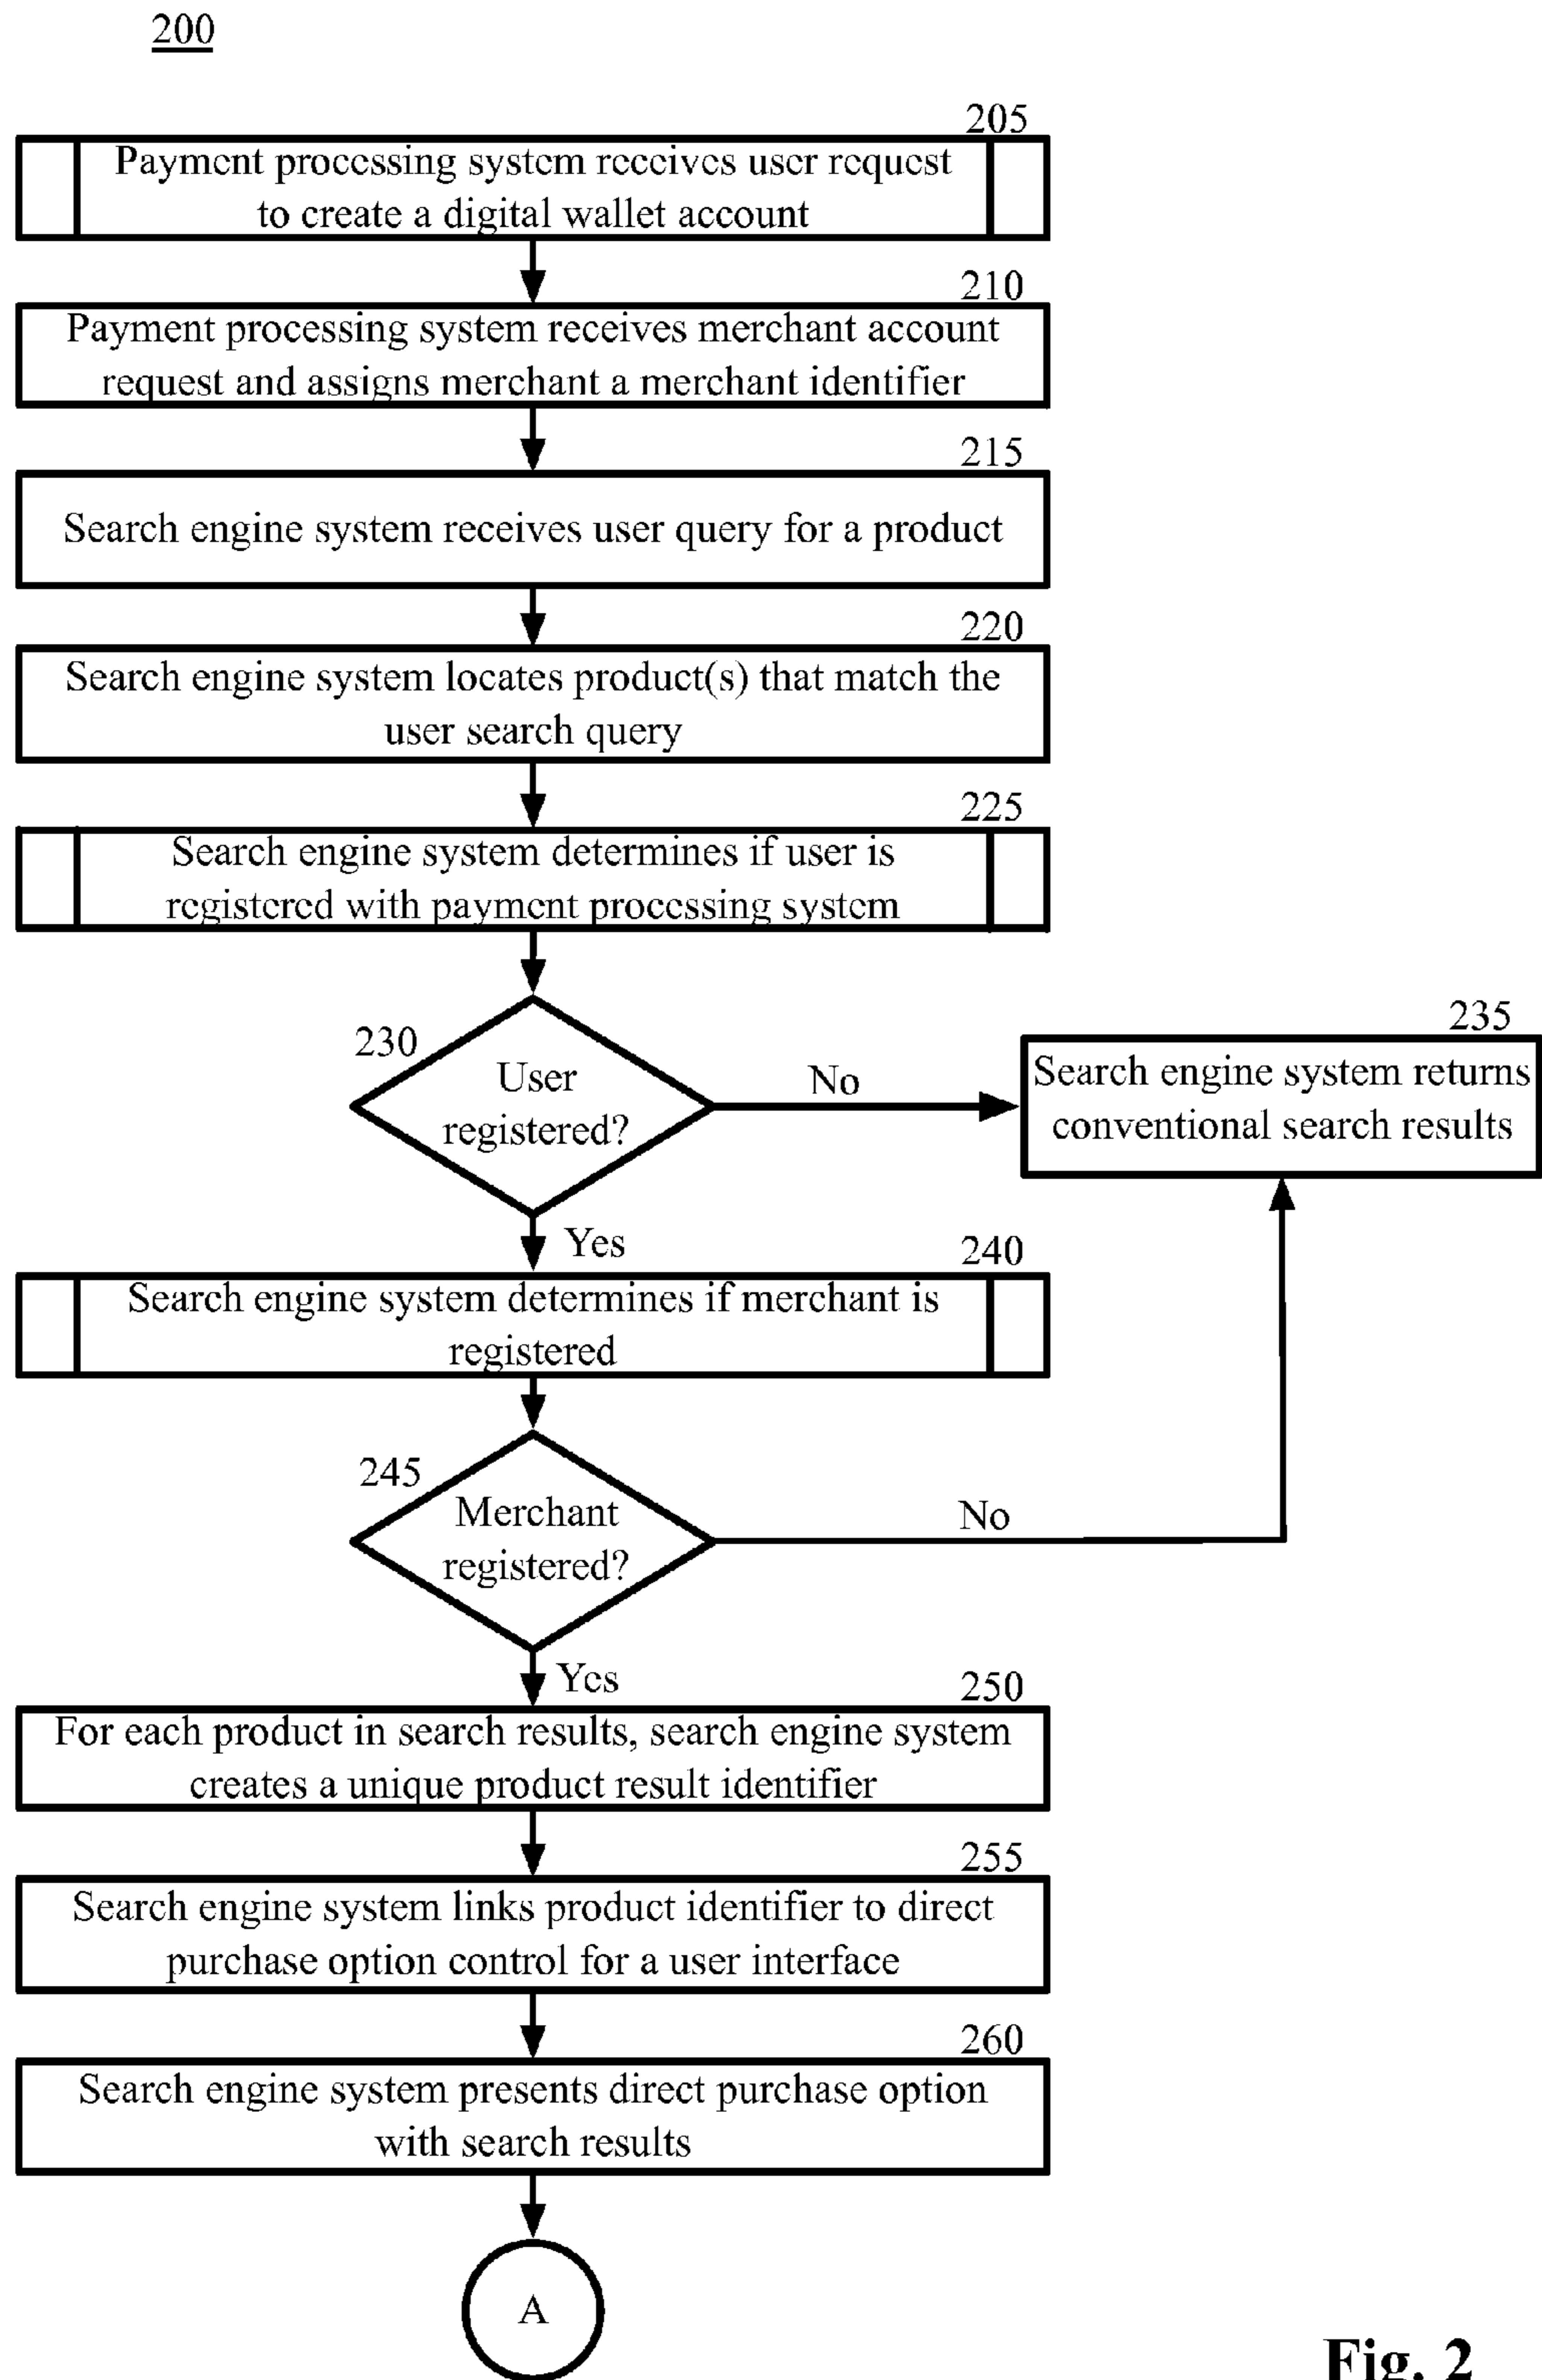 200
205
Payment processing system receives user request
to create a digital wallet account
210
Payment processing system receives merchant account
request and assigns merchant a merchant identifier
215
Search engine system receives user query for a product
220
Search engine system locates product(s) that match the
user search query
225
Search engine system determines if user is
registered with payment processing system
230
User
registered?
No
235
Search engine system returns
conventional search results
Yes
240
Search engine system determines if merchant is
registered
245
Merchant
registered?
No
Yes
250
For each product in search results, search engine system
creates a unique product result identifier
255
Search engine system links product identifier to direct
purchase option control for a user interface
260
Search engine system presents direct purchase option
with search results
A
Fig. 2